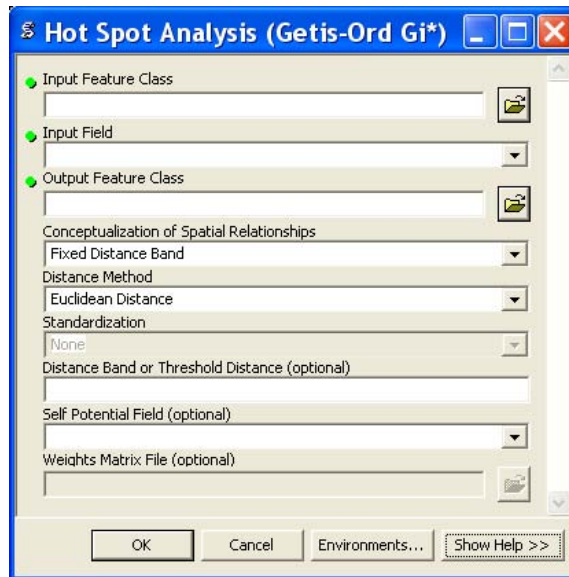 Hot Spot Analysis (Getis-Ord Gi*)
Input Feature Class
Input Field
Output Feature Class
Conceptualization of Spatial Relationships
Fixed Distance Band
Distance Method
Euclidean Distance
Standardization
None
Distance Band or Threshold Distance (optional)
Self Potential Field (optional)
Weights Matrix File (optional)
OK Cancel Environments... Show Help >>